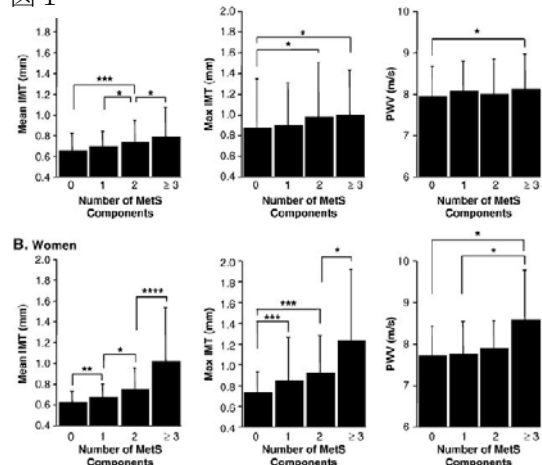 図 1
Mean IMT (mm)
1.8
1.6
1.4
1.2
1.0
0.8
0.6
0.4
***
*
*
0 1 2 ≥ 3
Number of MetS
Components
Max IMT (mm)
2.0
1.8
1.6
1.4
1.2
1.0
0.8
0.6
0.4
*
*
0 1 2 ≥ 3
Number of MetS
Components
PWV (m/s)
10
9
8
7
6
*
0 1 2 ≥ 3
Number of MetS
Components
B. Women
Mean IMT (mm)
2.0
1.8
1.6
1.4
1.2
1.0
0.8
0.6
0.4
****
*
**
0 1 2 ≥ 3
Number of MetS
Components
Max IMT (mm)
2.0
1.8
1.6
1.4
1.2
1.0
0.8
0.6
0.4
*
***
***
0 1 2 ≥ 3
Number of MetS
Components
PWV (m/s)
10
9
8
7
6
*
*
0 1 2 ≥ 3
Number of MetS
Components